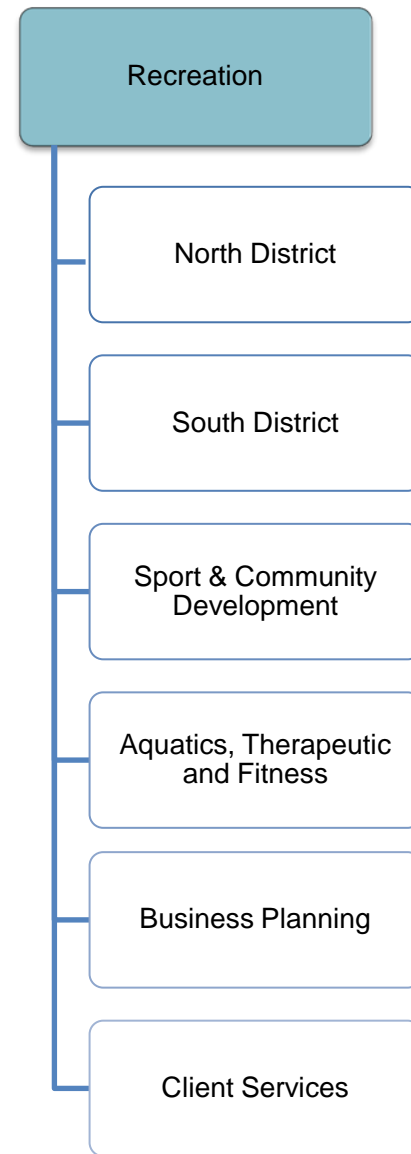 Recreation
North District
South District
Sport & Community
Development
Aquatics, Therapeutic
and Fitness
Business Planning
Client Services